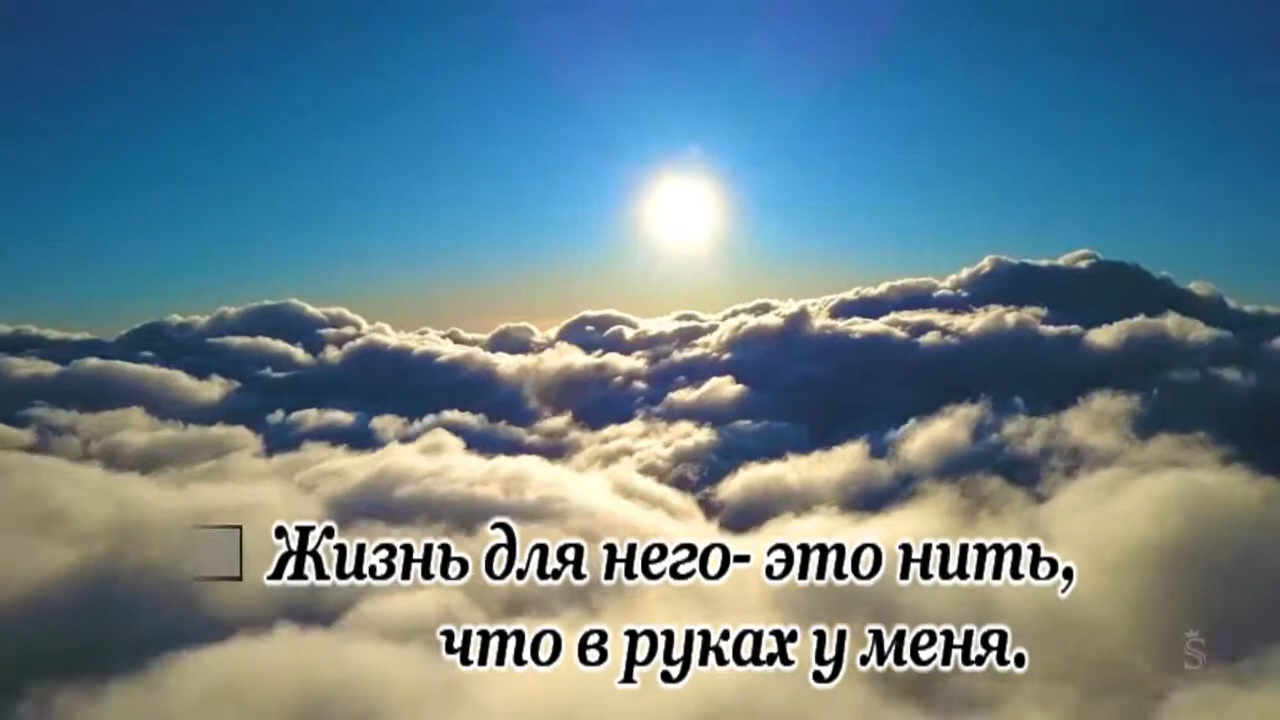 Жизнь для него- это нить,
что в руках у меня.